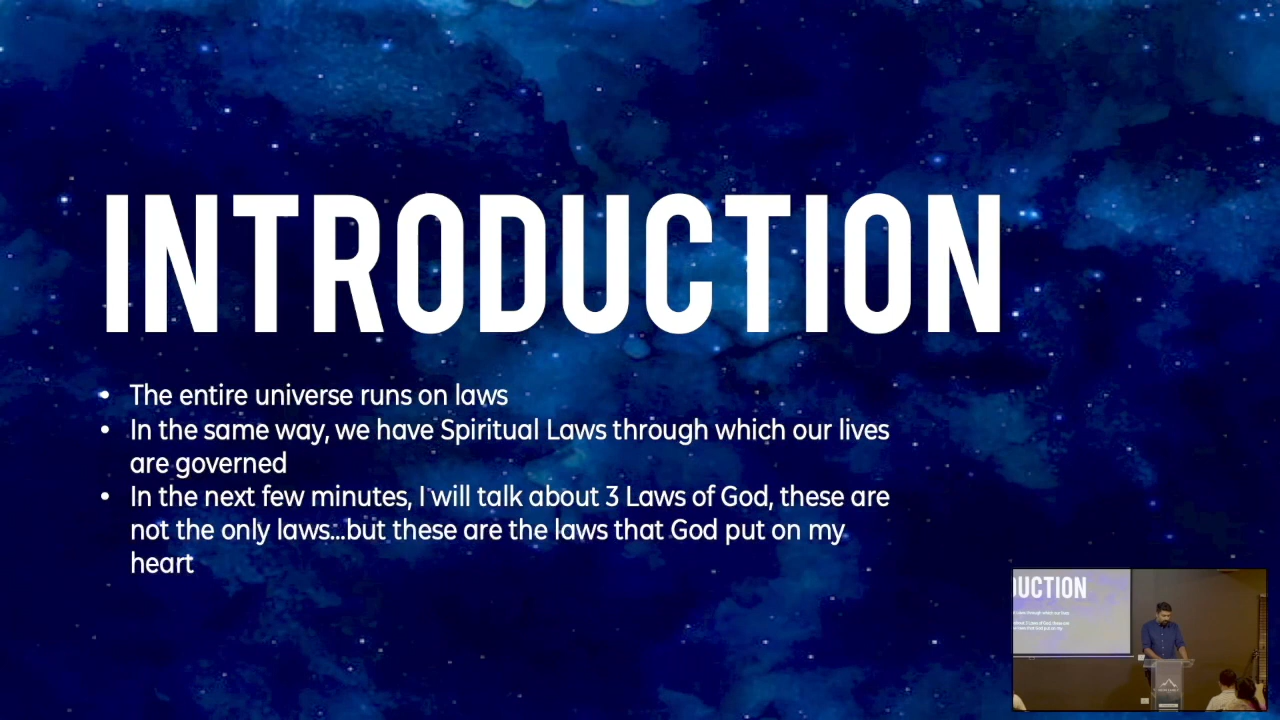 INTRODUCTION
• The entire universe runs on laws
• In the same way, we have Spiritual Laws through which our lives
are governed
• In the next few minutes, I will talk about 3 Laws of God, these are
not the only laws...but these are the laws that God put on my
heart
DUCTION